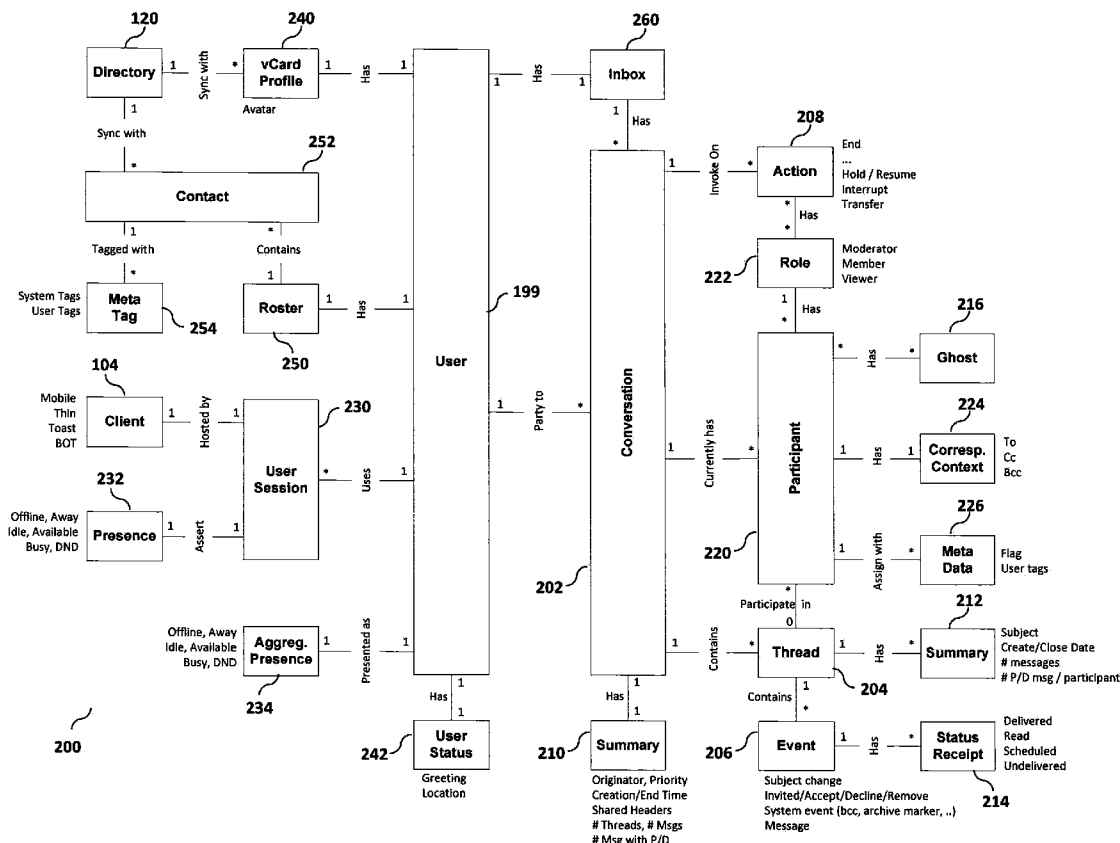 120
240
260
Directory
1
Sync with
*
vCard
Profile
1
Has
1
1
Has
1
Inbox
Avatar
1
Sync with
*
1
Has
*
208
252
Contact
1
Invoke On
*
Action
End
...
Hold / Resume
Interrupt
Transfer
*
Has
*
1
Tagged with
*
*
Contains
1
222
Role
Moderator
Member
Viewer
System Tags
User Tags
Meta
Tag
254
Roster
250
1
Has
1
199
1
Has
*
216
User
Conversation
Participant
*
Has
*
Ghost
104
Mobile
Thin
Toast
BOT
Client
1
Hosted by
1
230
1
Party to
*
224
User
Session
*
Uses
1
1
Currently has
*
1
Has
1
Corresp.
Context
To
Cc
Bcc
232
Offline, Away
Idle, Available
Busy, DND
Presence
1
Assert
1
226
220
1
Assign with
*
Meta
Data
Flag
User tags
202
*
Participate in
0
212
Offline, Away
Idle, Available
Busy, DND
Aggreg.
Presence
234
1
Presented as
1
1
Contains
*
Thread
204
1
Has
*
Summary
Subject
Create/Close Date
# messages
# P/D msg / participant
1
Has
1
1
Has
1
1
Contains
*
200
242
User
Status
Greeting
Location
210
Summary
Originator, Priority
Creation/End Time
Shared Headers
# Threads, # Msgs
# Msg with P/D
206
Event
1
Has
*
Status
Receipt
214
Delivered
Read
Scheduled
Undelivered
Subject change
Invited/Accept/Decline/Remove
System event (bcc, archive marker, ..)
Message